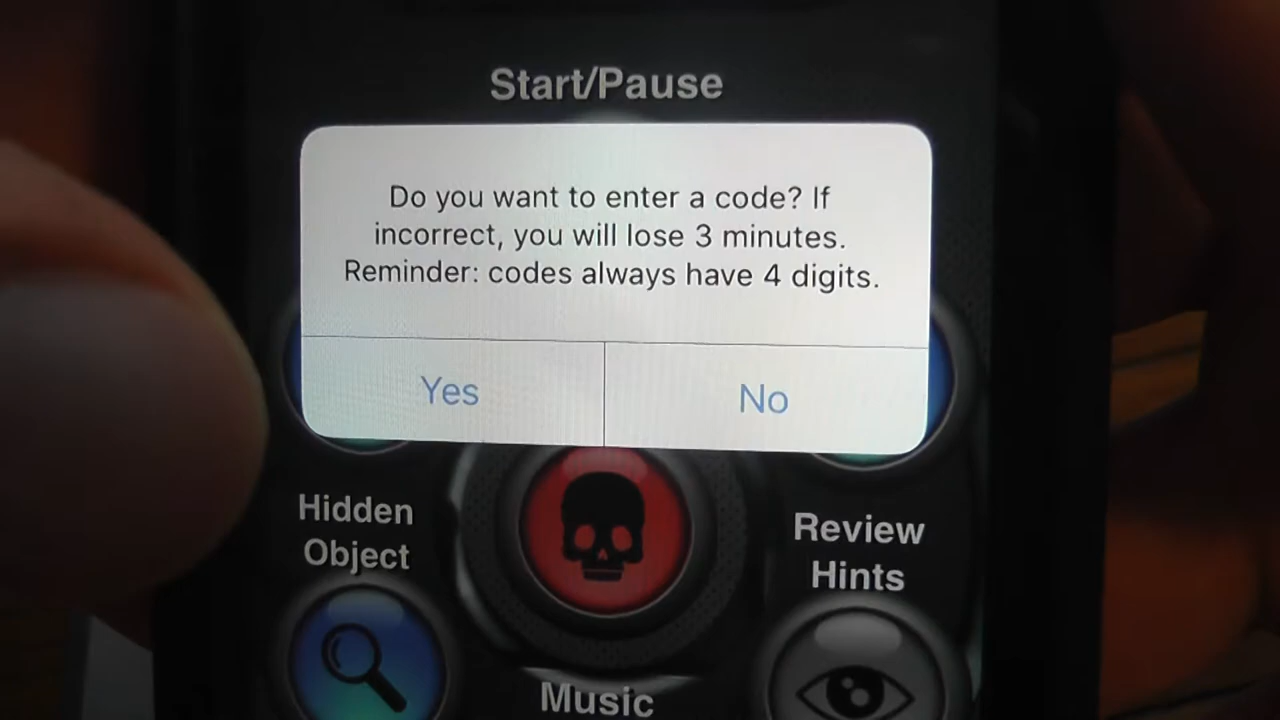 Start/Pause
Do you want to enter a code? If
incorrect, you will lose 3 minutes.
Reminder: codes always have 4 digits.
Yes
No
Hidden
Object
Review
Hints
Music